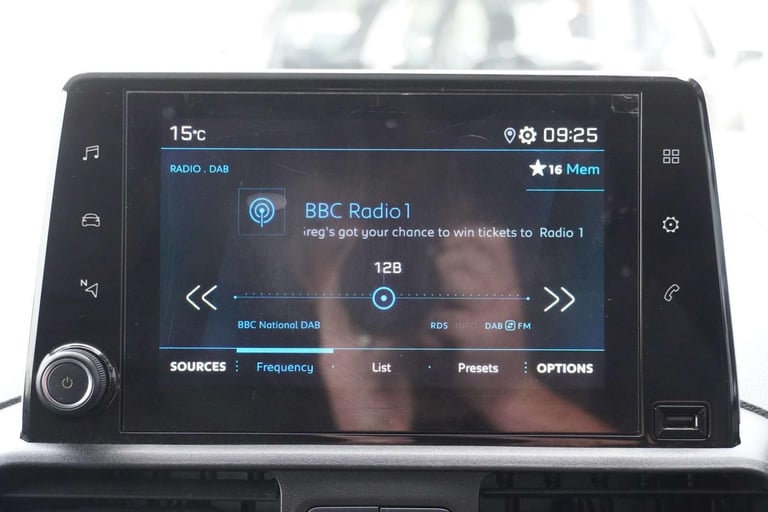 15°C 09:25
RADIO . DAB ★16 Mem
BBC Radio 1
ireg's got your chance to win tickets to Radio 1
12B
BBC National DAB RDS INFO DAB FM
SOURCES Frequency List Presets OPTIONS
N